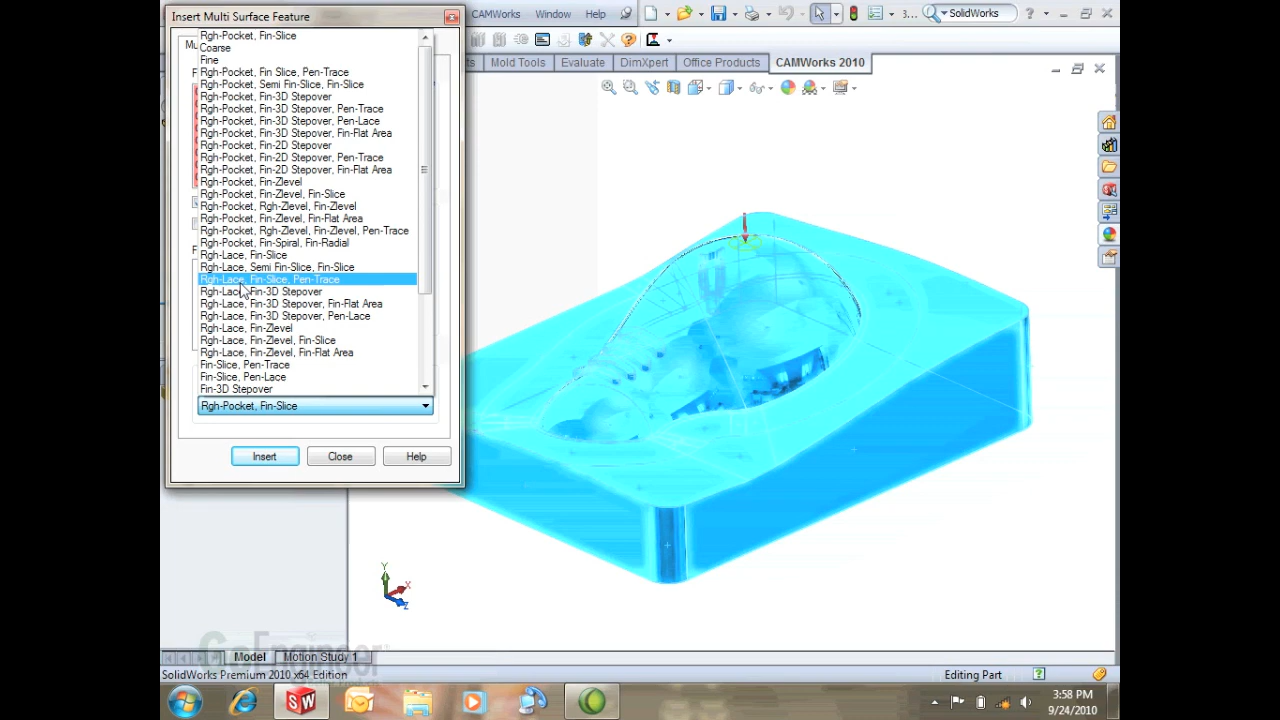 Insert Multi Surface Feature
CAMWorks Window Help
3...
SolidWorks
Mold Tools Evaluate DimXpert Office Products CAMWorks 2010
Rgh-Pocket, Fin-Slice
Coarse
Fine
Rgh-Pocket, Fin Slice, Pen-Trace
Rgh-Pocket, Semi Fin-Slice, Fin-Slice
Rgh-Pocket, Fin-3D Stepover
Rgh-Pocket, Fin-3D Stepover, Pen-Trace
Rgh-Pocket, Fin-3D Stepover, Pen-Lace
Rgh-Pocket, Fin-3D Stepover, Fin-Flat Area
Rgh-Pocket, Fin-2D Stepover
Rgh-Pocket, Fin-2D Stepover, Pen-Trace
Rgh-Pocket, Fin-2D Stepover, Fin-Flat Area
Rgh-Pocket, Fin-Zlevel
Rgh-Pocket, Fin-Zlevel, Fin-Slice
Rgh-Pocket, Rgh-Zlevel, Fin-Zlevel
Rgh-Pocket, Fin-Zlevel, Fin-Flat Area
Rgh-Pocket, Rgh-Zlevel, Fin-Zlevel, Pen-Trace
Rgh-Pocket, Fin-Spiral, Fin-Radial
Rgh-Lace, Fin-Slice
Rgh-Lace, Semi Fin-Slice, Fin-Slice
Rgh-Lace, Fin-Slice, Pen-Trace
Rgh-Lace, Fin-3D Stepover
Rgh-Lace, Fin-3D Stepover, Fin-Flat Area
Rgh-Lace, Fin-3D Stepover, Pen-Lace
Rgh-Lace, Fin-Zlevel
Rgh-Lace, Fin-Zlevel, Fin-Slice
Rgh-Lace, Fin-Zlevel, Fin-Flat Area
Fin-Slice, Pen-Trace
Fin-Slice, Pen-Lace
Fin-3D Stepover
Rgh-Pocket, Fin-Slice
Insert Close Help
Y
X
Z
GoEngineer
Model Motion Study 1
SolidWorks Premium 2010 x64 Edition
Editing Part
3:58 PM
9/24/2010